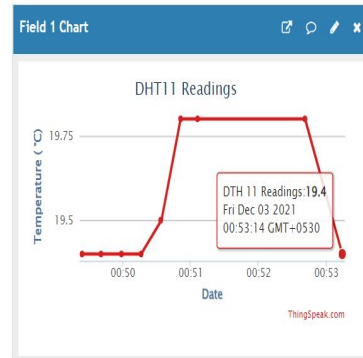 Field 1 Chart
DHT11 Readings
Temperature ( °C)
19.75
19.5
DTH 11 Readings:19.4
Fri Dec 03 2021
00:53:14 GMT+0530
00:50
00:51
00:52
00:53
Date
ThingSpeak.com